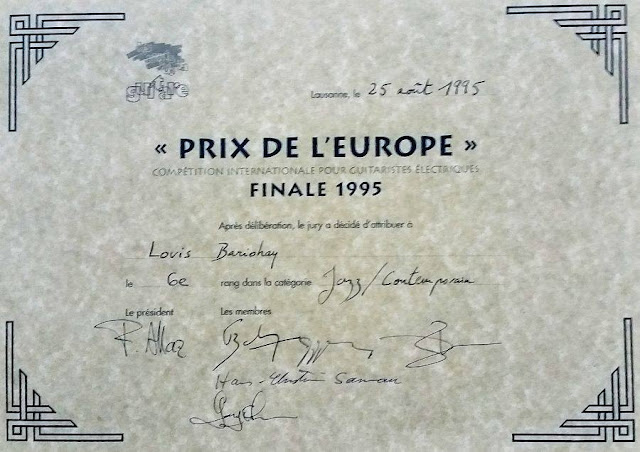 guitare
Lausanne, le 25 août 1995
« PRIX DE L'EUROPE »
COMPÉTITION INTERNATIONALE POUR GUITARISTES ÉLECTRIQUES
FINALE 1995
Après délibération, le jury a décidé d'attribuer à
Louis
le 6e rang dans la catégorie Jazz/Contemporain
Le président Les membres